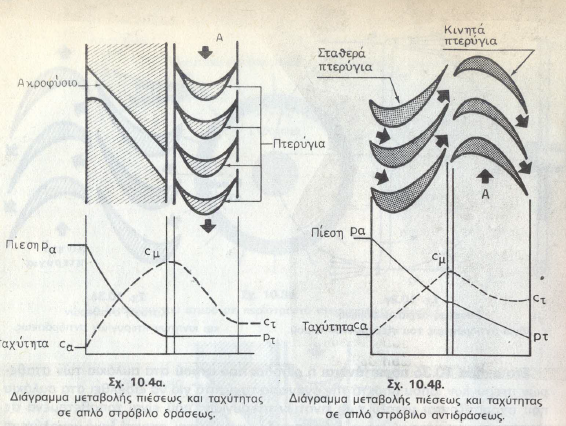 Ακροφύσιο
Α
Πτερύγια
Πίεση pα
cμ
cτ
pτ
Ταχύτητα cα
Σχ. 10.4α.
Διάγραμμα μεταβολής πιέσεως και ταχύτητας
σε απλό στρόβιλο δράσεως.
Σταθερά
πτερύγια
Κινητά
πτερύγια
Α
Πίεση pα
cμ
cτ
Ταχύτητα cα
pτ
Σχ. 10.4β.
Διάγραμμα μεταβολής πιέσεως και ταχύτητας
σε απλό στρόβιλο αντιδράσεως.